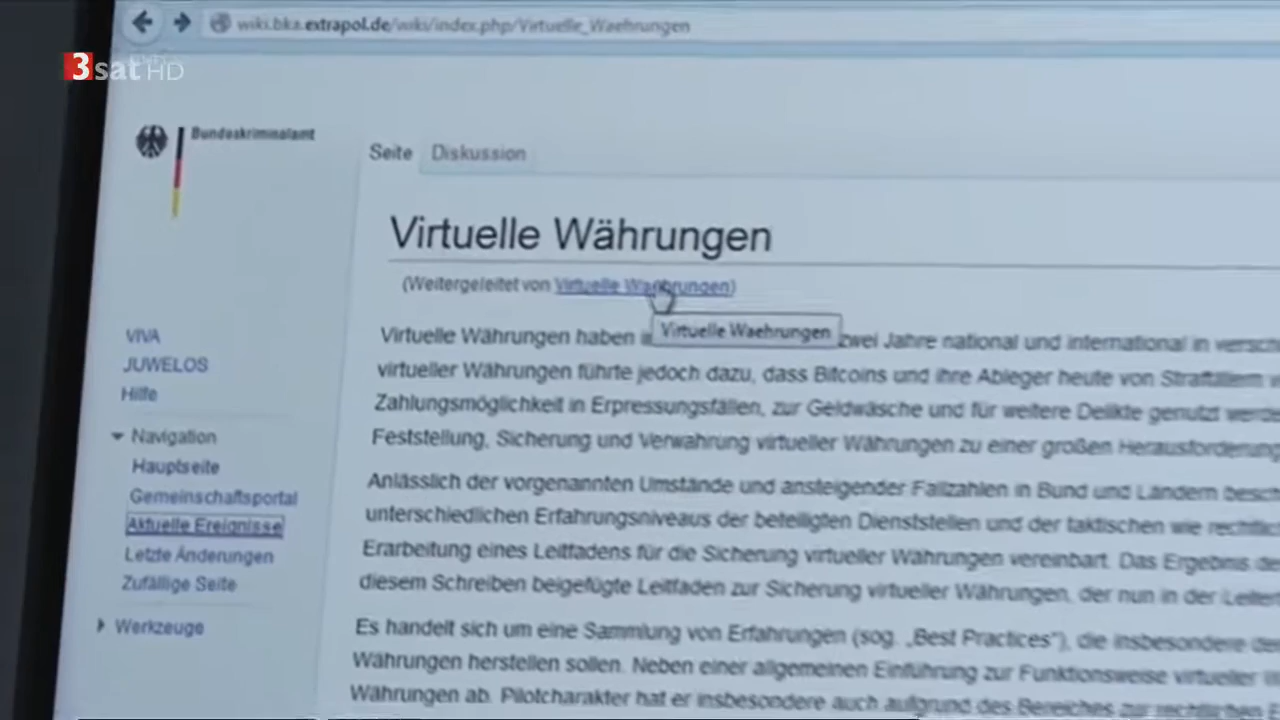 wiki.bka.extrapol.de/wiki/index.php/Virtuelle_Waehrungen
3sat HD
Bundeskriminalamt
Seite Diskussion
Virtuelle Währungen
(Weitergeleitet von Virtuelle Waehrungen)
Virtuelle Waehrungen
Virtuelle Währungen haben zwei Jahre national und international in
virtueller Währungen führte jedoch dazu, dass Bitcoins und ihre Ableger heute von Straftätern
Zahlungsmöglichkeit in Erpressungsfällen, zur Geldwäsche und für weitere Delikte genutzt
Feststellung, Sicherung und Verwahrung virtueller Währungen zu einer großen Herausforderung
Anlässlich der vorgenannten Umstände und ansteigender Fallzahlen in Bund und Ländern
unterschiedlichen Erfahrungsniveaus der beteiligten Dienststellen und der taktischen wie
Erarbeitung eines Leitfadens für die Sicherung virtueller Währungen vereinbart. Das Ergebnis
diesem Schreiben beigefügte Leitfaden zur Sicherung virtueller Währungen, der nun in der
Es handelt sich um eine Sammlung von Erfahrungen (sog. „Best Practices"), die insbesondere
Währungen herstellen sollen. Neben einer allgemeinen Einführung zur Funktionsweise virtueller
Währungen ab. Pilotcharakter hat er insbesondere auch aufgrund des Bereiches zur rechtlichen
VIVA
JUWELOS
Hilfe
Navigation
Hauptseite
Gemeinschaftsportal
Aktuelle Ereignisse
Letzte Änderungen
Zufällige Seite
Werkzeuge